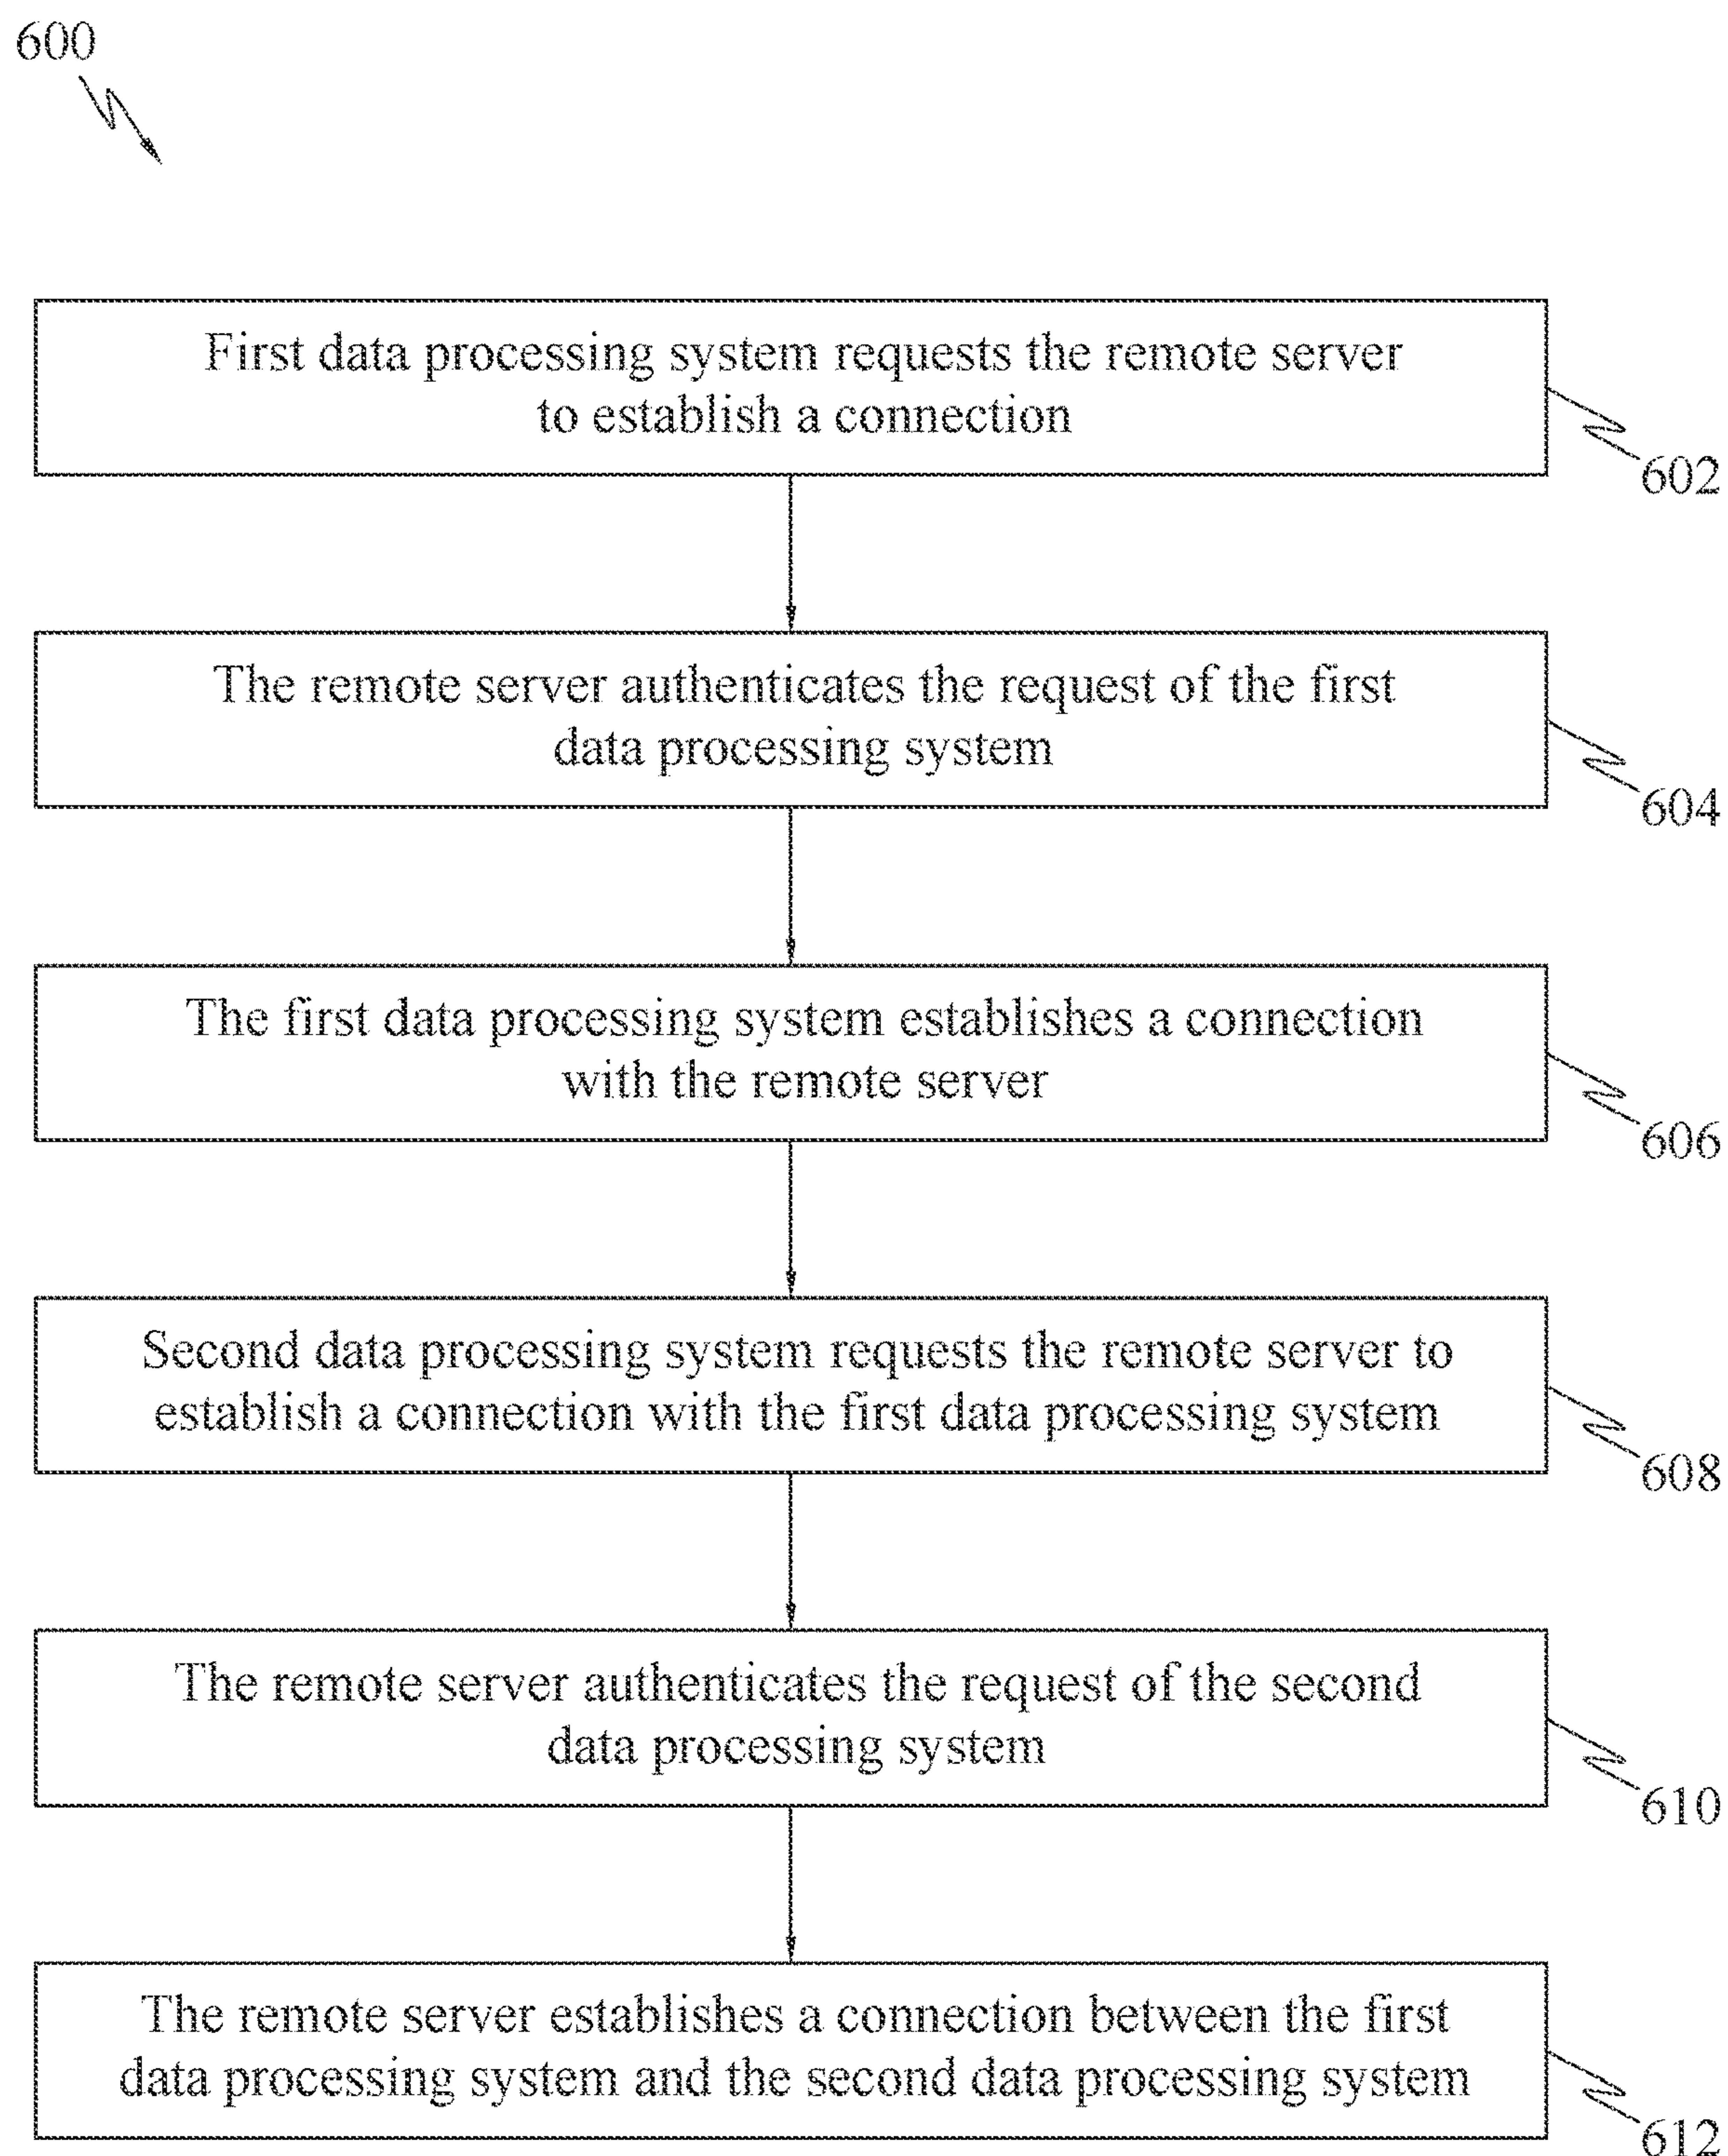 600
First data processing system requests the remote server
to establish a connection
602
The remote server authenticates the request of the first
data processing system
604
The first data processing system establishes a connection
with the remote server
606
Second data processing system requests the remote server to
establish a connection with the first data processing system
608
The remote server authenticates the request of the second
data processing system
610
The remote server establishes a connection between the first
data processing system and the second data processing system
612